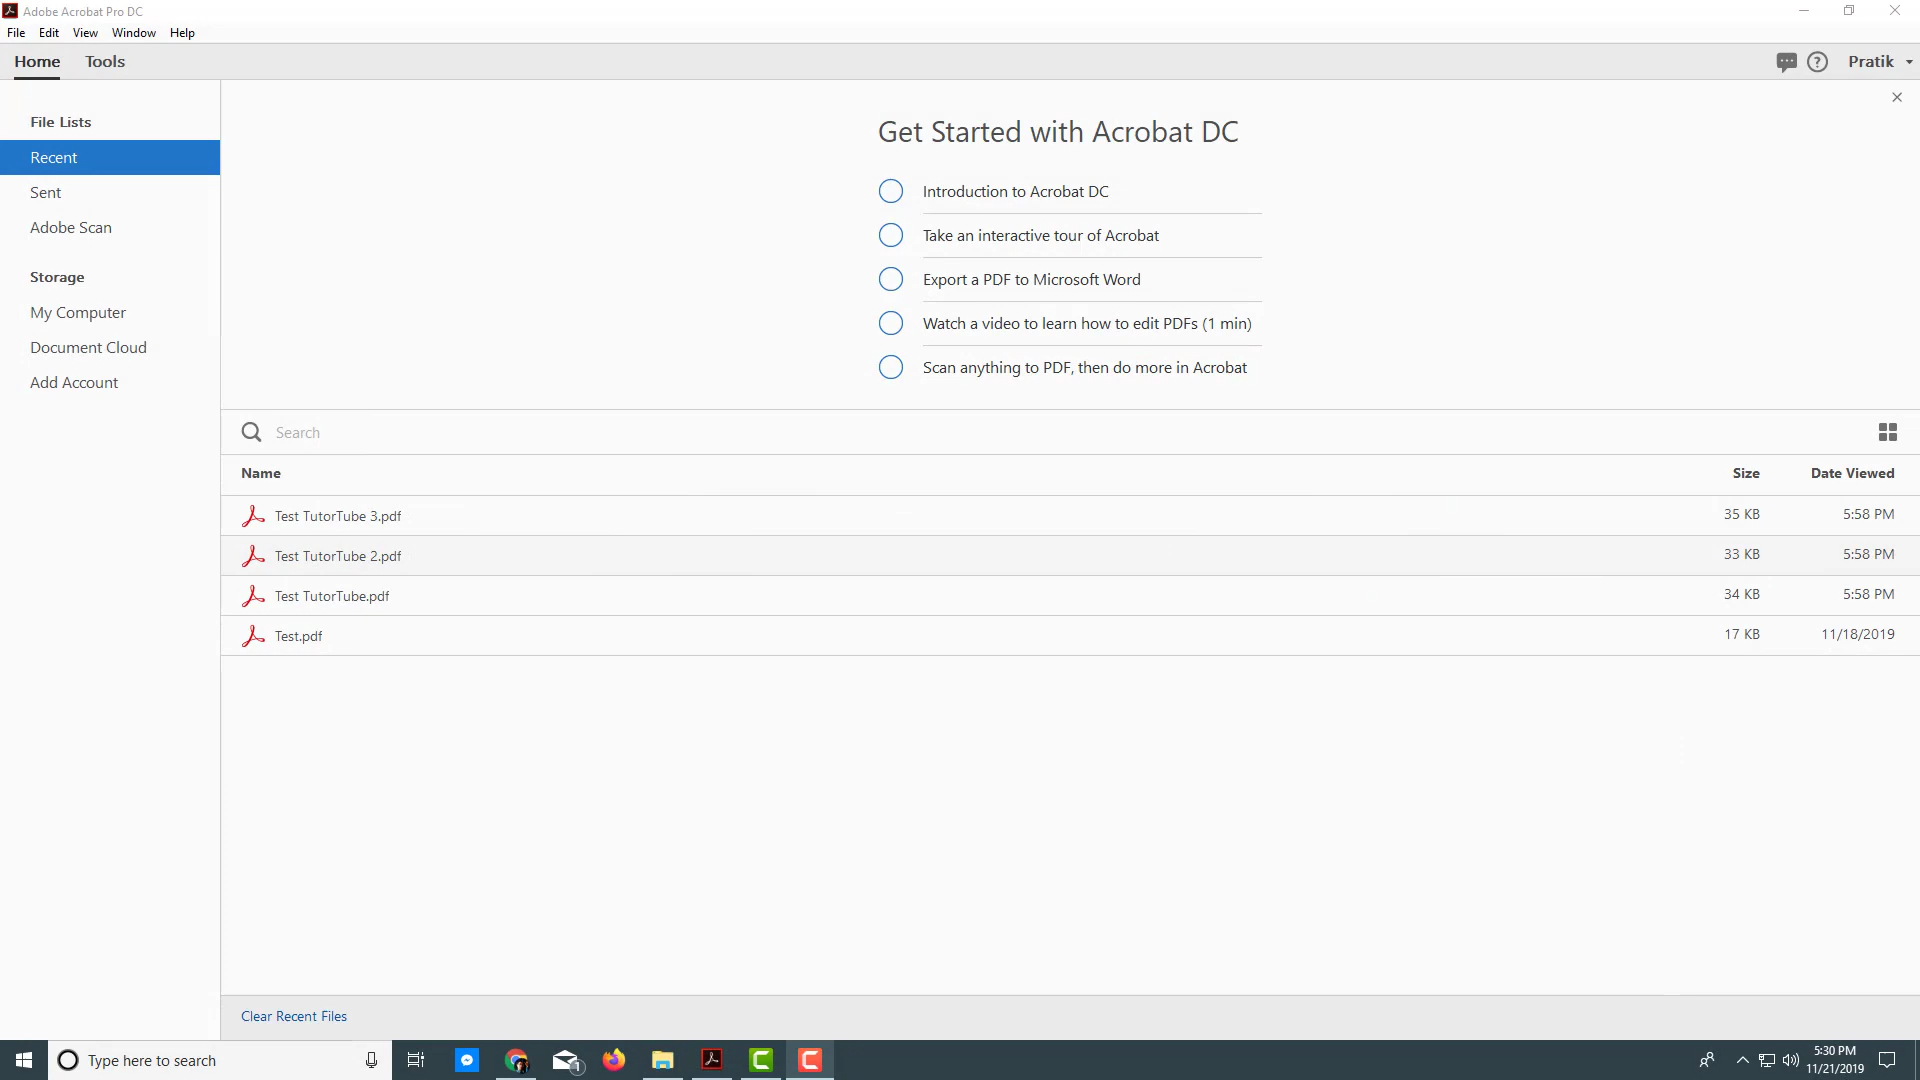 Adobe Acrobat Pro DC
File Edit View Window Help
Home Tools
? Pratik
File Lists
Recent
Sent
Adobe Scan
Storage
My Computer
Document Cloud
Add Account
Get Started with Acrobat DC
Introduction to Acrobat DC
Take an interactive tour of Acrobat
Export a PDF to Microsoft Word
Watch a video to learn how to edit PDFs (1 min)
Scan anything to PDF, then do more in Acrobat
Search
Name Size Date Viewed
Test TutorTube 3.pdf 35 KB 5:58 PM
Test TutorTube 2.pdf 33 KB 5:58 PM
Test TutorTube.pdf 34 KB 5:58 PM
Test.pdf 17 KB 11/18/2019
Clear Recent Files
Type here to search
1
5:30 PM
11/21/2019